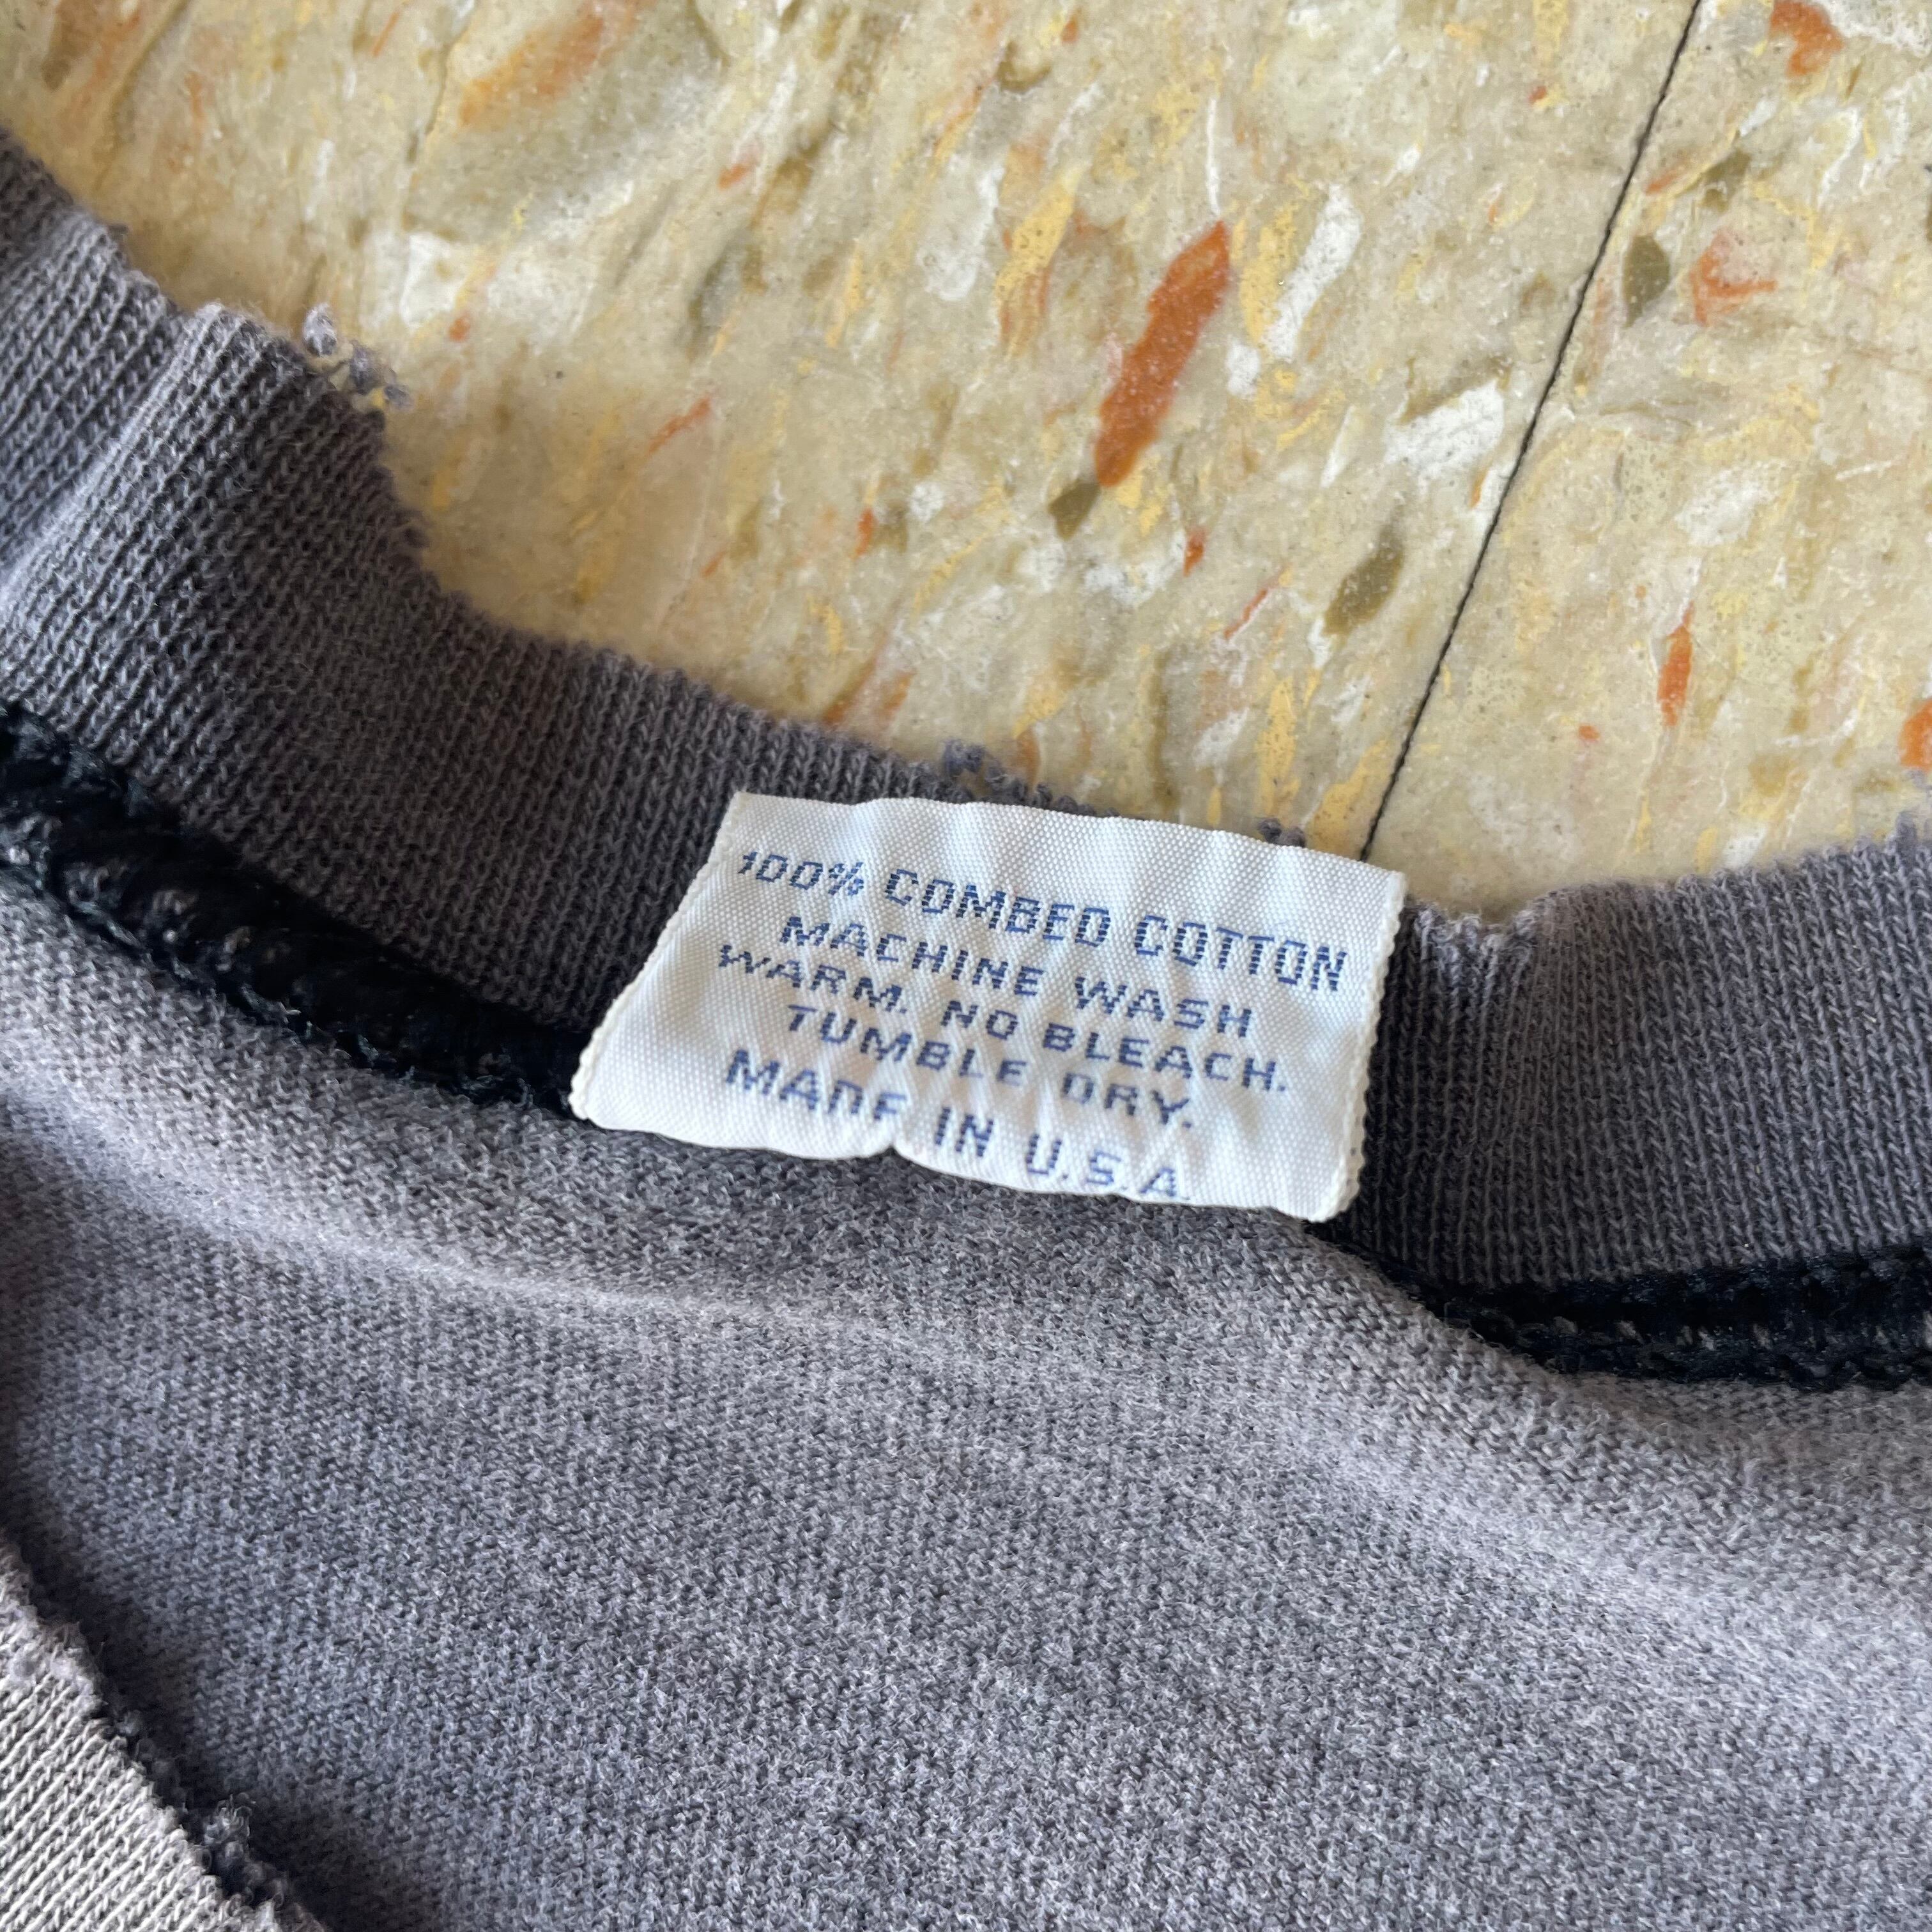 100% COMBED COTTON
MACHINE WASH
WARM. NO BLEACH.
TUMBLE DRY.
MADE IN U.S.A.